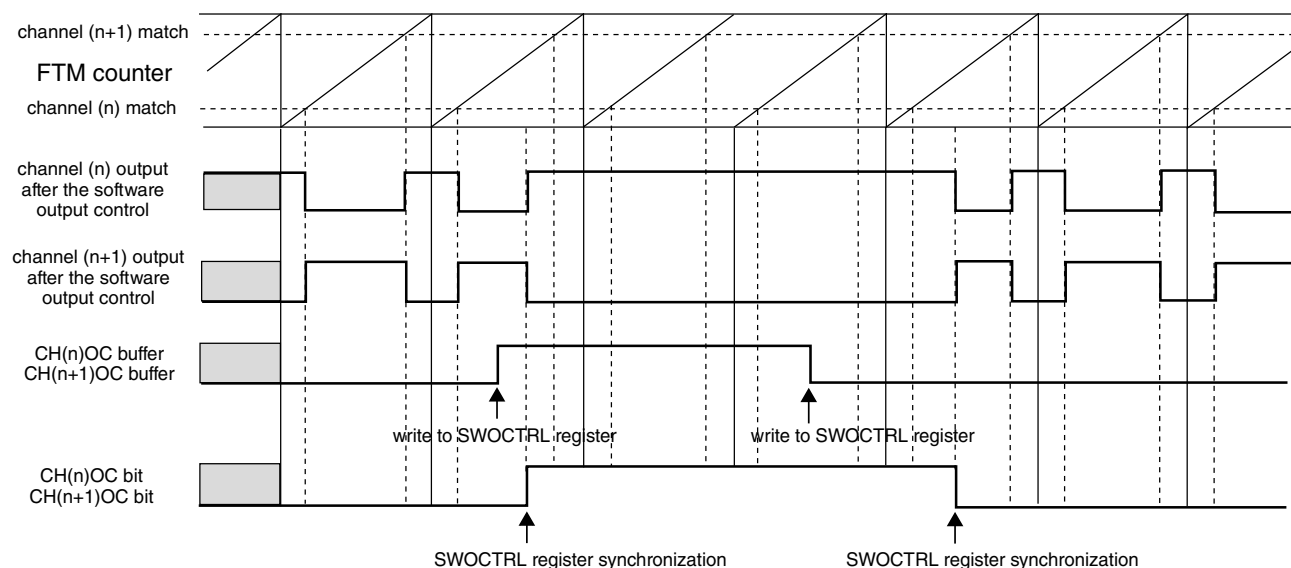 channel (n+1) match
FTM counter
channel (n) match
channel (n) output
after the software
output control
channel (n+1) output
after the software
output control
CH(n)OC buffer
CH(n+1)OC buffer
write to SWOCTRL register
write to SWOCTRL register
CH(n)OC bit
CH(n+1)OC bit
SWOCTRL register synchronization
SWOCTRL register synchronization